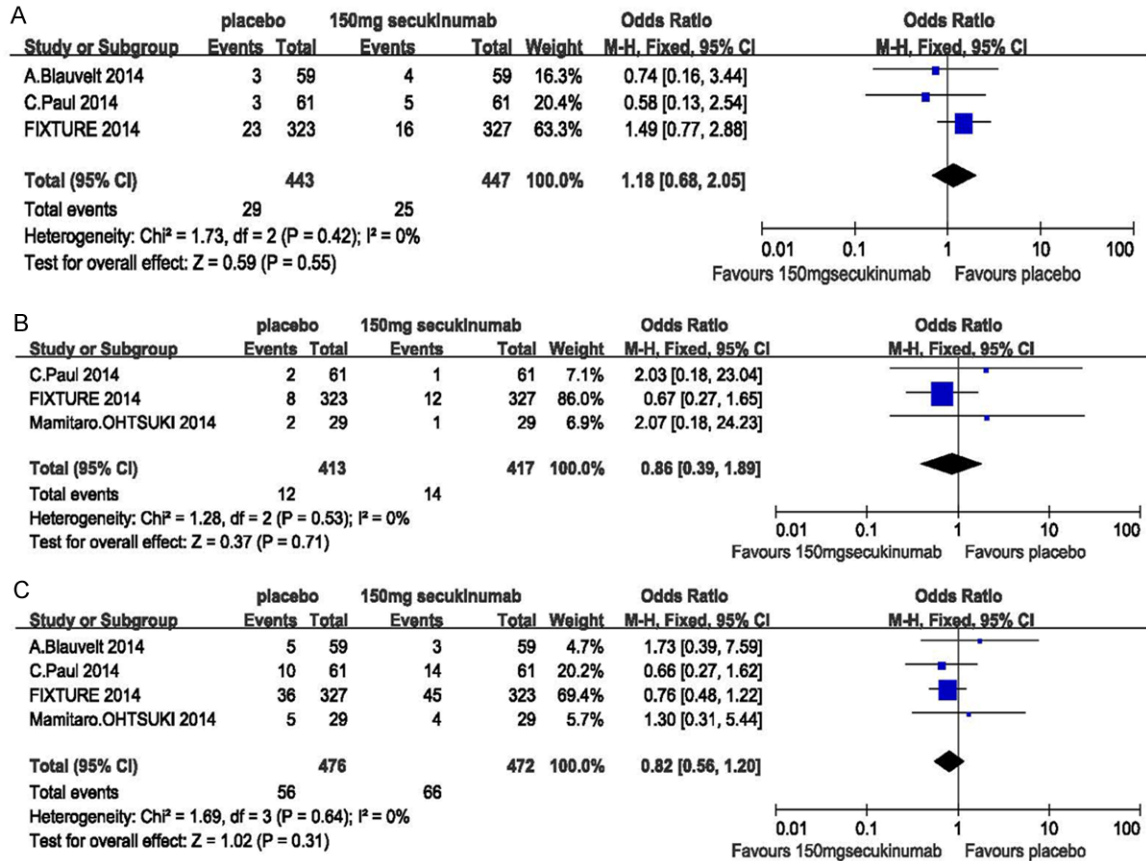 A
placebo 150mg secukinumab Odds Ratio Odds Ratio
Study or Subgroup Events Total Events Total Weight M-H, Fixed, 95% CI M-H, Fixed, 95% CI
A.Blauvelt 2014 3 59 4 59 16.3% 0.74 [0.16, 3.44]
C.Paul 2014 3 61 5 61 20.4% 0.58 [0.13, 2.54]
FIXTURE 2014 23 323 16 327 63.3% 1.49 [0.77, 2.88]
Total (95% CI) 443 447 100.0% 1.18 [0.68, 2.05]
Total events 29 25
Heterogeneity: Chi² = 1.73, df = 2 (P = 0.42); I² = 0%
Test for overall effect: Z = 0.59 (P = 0.55)
0.01 0.1 1 10 100
Favours 150mgsecukinumab Favours placebo
B
placebo 150mg secukinumab Odds Ratio Odds Ratio
Study or Subgroup Events Total Events Total Weight M-H, Fixed, 95% CI M-H, Fixed, 95% CI
C.Paul 2014 2 61 1 61 7.1% 2.03 [0.18, 23.04]
FIXTURE 2014 8 323 12 327 86.0% 0.67 [0.27, 1.65]
Mamitaro.OHTSUKI 2014 2 29 1 29 6.9% 2.07 [0.18, 24.23]
Total (95% CI) 413 417 100.0% 0.86 [0.39, 1.89]
Total events 12 14
Heterogeneity: Chi² = 1.28, df = 2 (P = 0.53); I² = 0%
Test for overall effect: Z = 0.37 (P = 0.71)
0.01 0.1 1 10 100
Favours 150mgsecukinumab Favours placebo
C
placebo 150mg secukinumab Odds Ratio Odds Ratio
Study or Subgroup Events Total Events Total Weight M-H, Fixed, 95% CI M-H, Fixed, 95% CI
A.Blauvelt 2014 5 59 3 59 4.7% 1.73 [0.39, 7.59]
C.Paul 2014 10 61 14 61 20.2% 0.66 [0.27, 1.62]
FIXTURE 2014 36 327 45 323 69.4% 0.76 [0.48, 1.22]
Mamitaro.OHTSUKI 2014 5 29 4 29 5.7% 1.30 [0.31, 5.44]
Total (95% CI) 476 472 100.0% 0.82 [0.56, 1.20]
Total events 56 66
Heterogeneity: Chi² = 1.69, df = 3 (P = 0.64); I² = 0%
Test for overall effect: Z = 1.02 (P = 0.31)
0.01 0.1 1 10 100
Favours 150mgsecukinumab Favours placebo